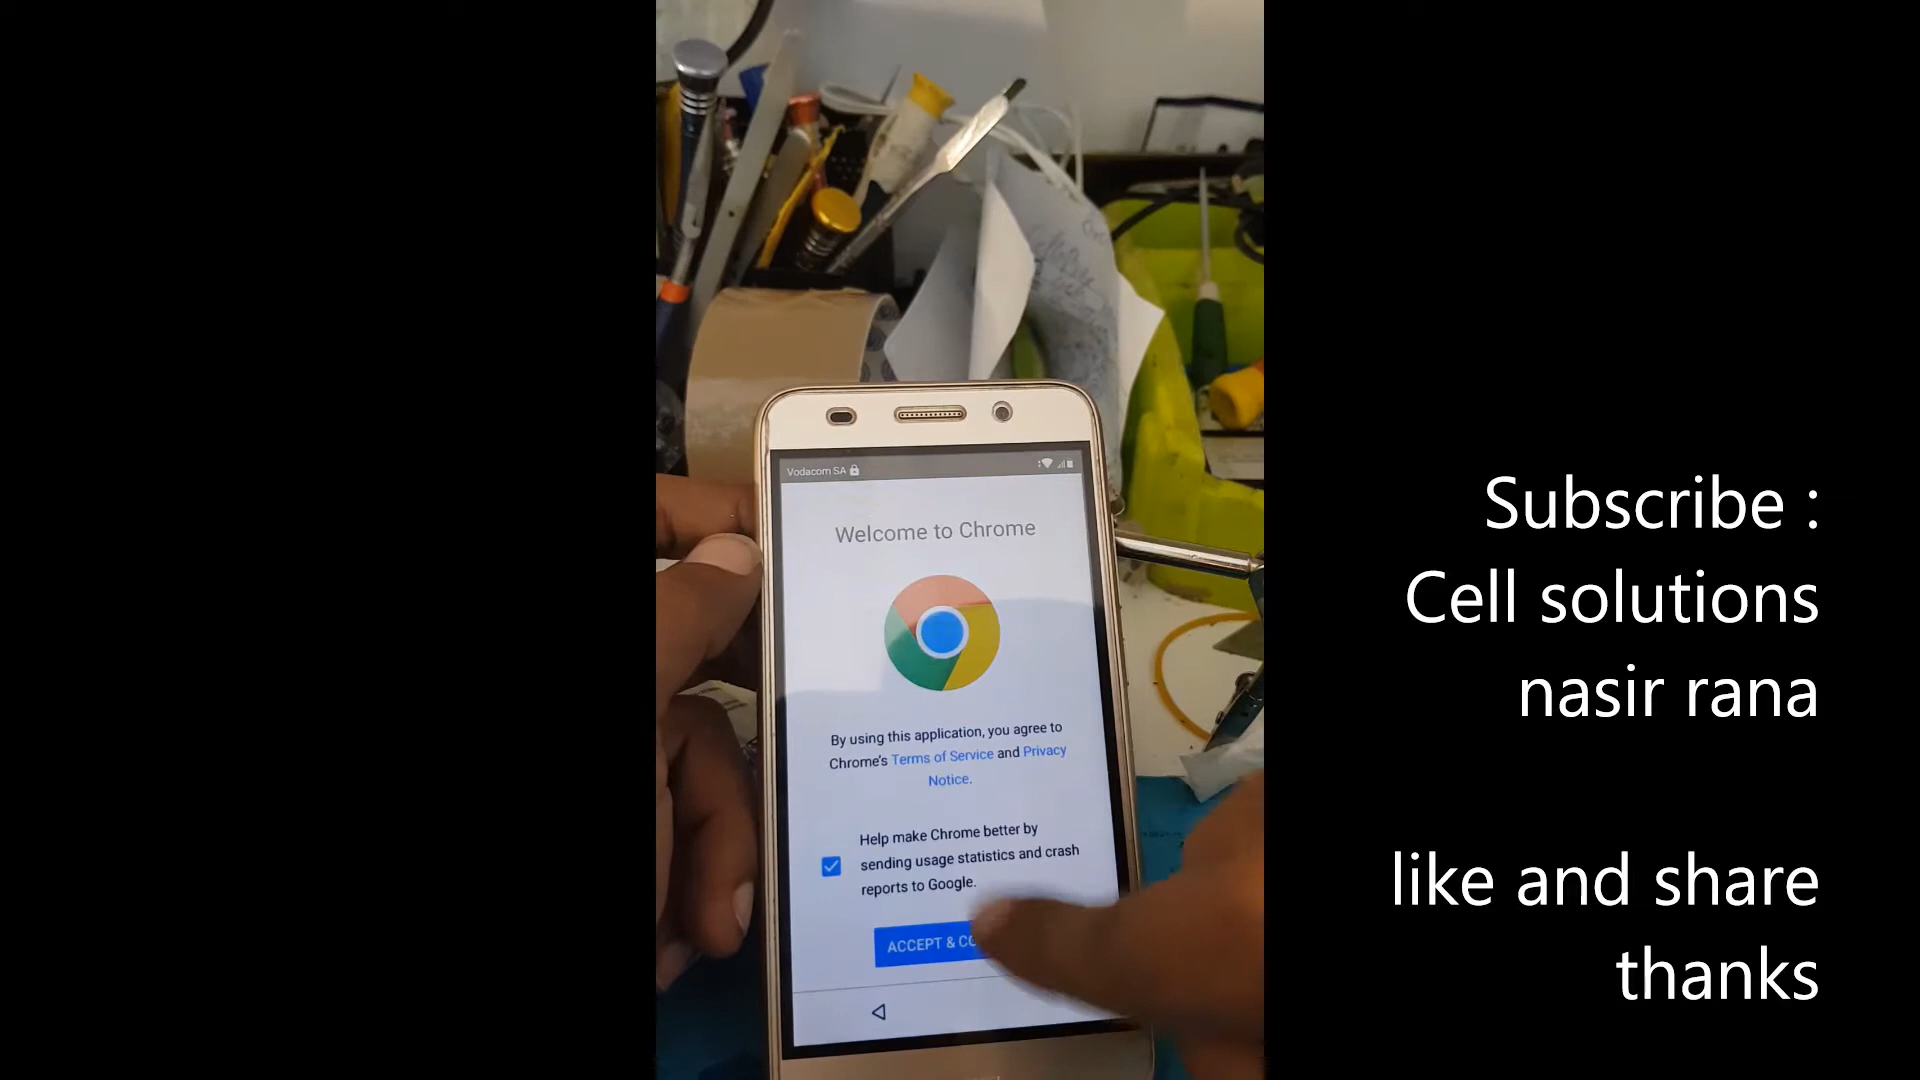 Vodacom SA
Welcome to Chrome
By using this application, you agree to
Chrome's Terms of Service and Privacy
Notice.
Help make Chrome better by
sending usage statistics and crash
reports to Google.
ACCEPT &
Subscribe :
Cell solutions
nasir rana
like and share
thanks